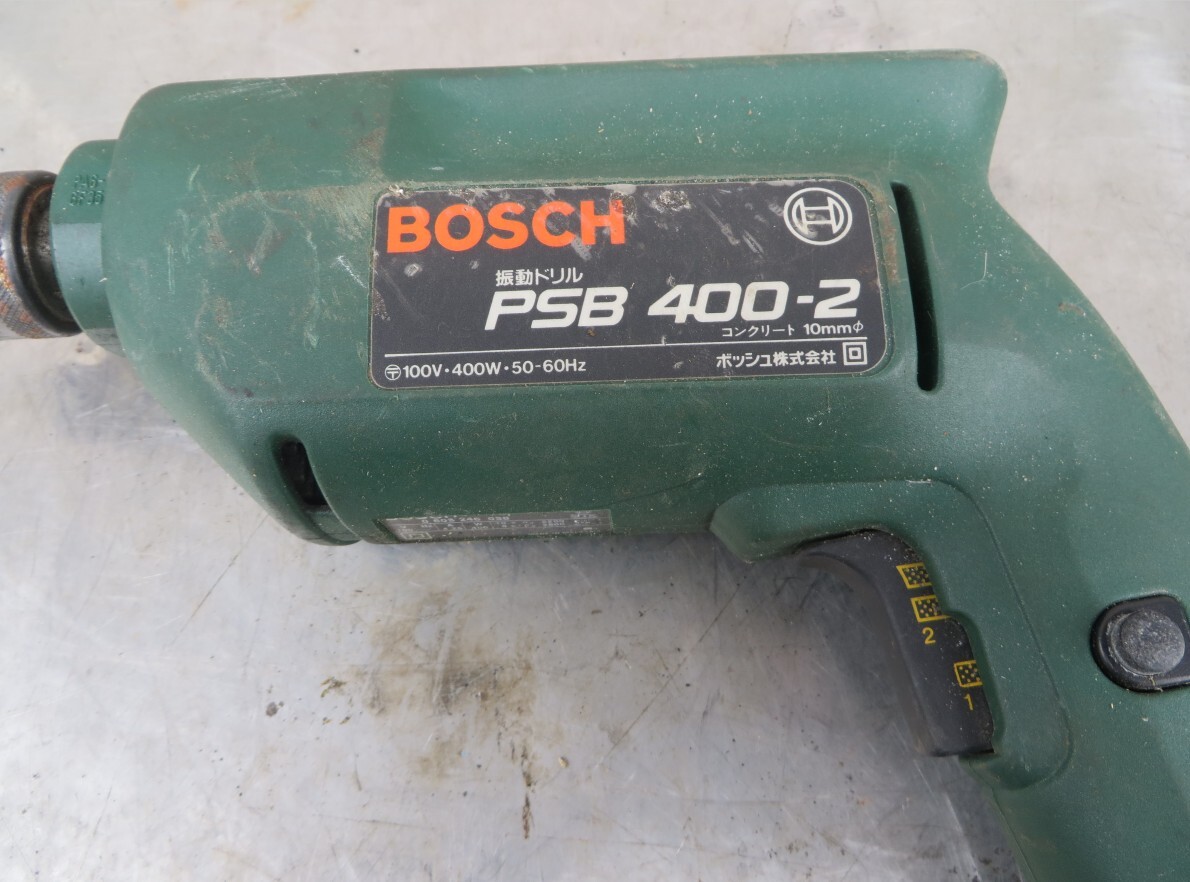 BOSCH
振動ドリル
PSB 400-2
コンクリート 10mmφ
〒100V・400W・50-60Hz
ボッシュ株式会社
2
1